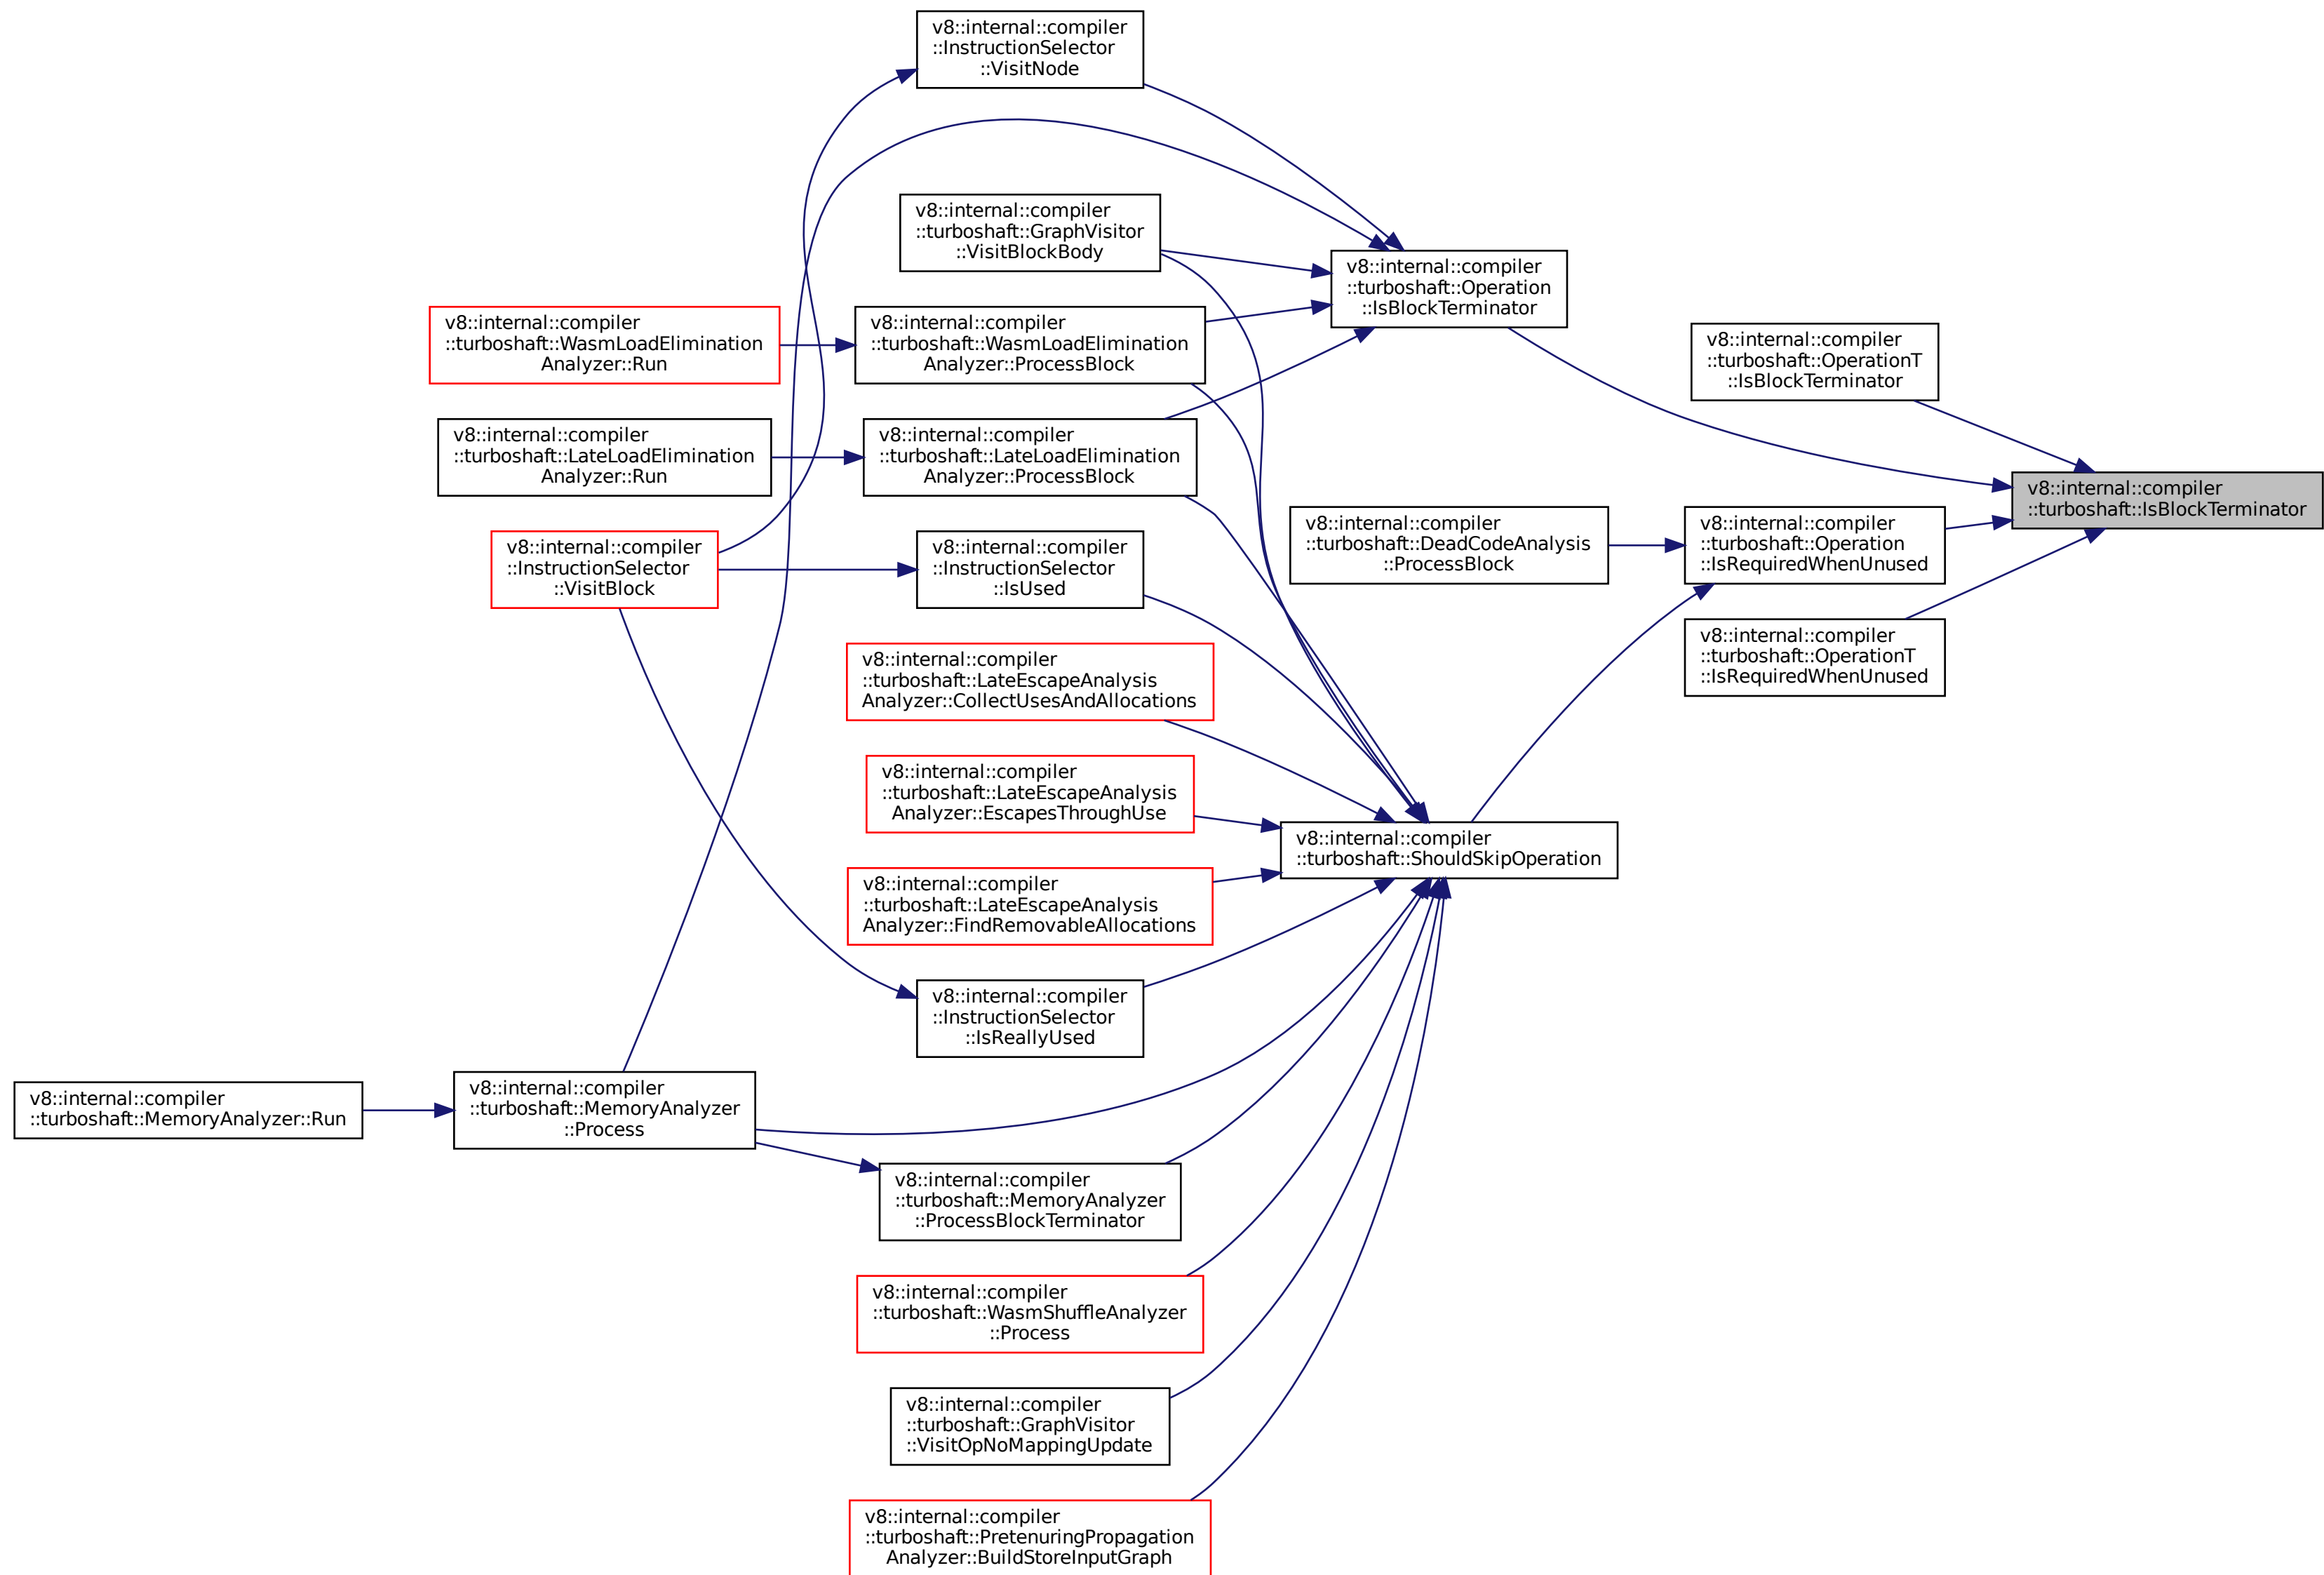 v8::internal::compiler
::InstructionSelector
::VisitNode
v8::internal::compiler
::turboshaft::GraphVisitor
::VisitBlockBody
v8::internal::compiler
::turboshaft::Operation
::IsBlockTerminator
v8::internal::compiler
::turboshaft::WasmLoadElimination
Analyzer::Run
v8::internal::compiler
::turboshaft::WasmLoadElimination
Analyzer::ProcessBlock
v8::internal::compiler
::turboshaft::OperationT
::IsBlockTerminator
v8::internal::compiler
::turboshaft::LateLoadElimination
Analyzer::Run
v8::internal::compiler
::turboshaft::LateLoadElimination
Analyzer::ProcessBlock
v8::internal::compiler
::turboshaft::IsBlockTerminator
v8::internal::compiler
::InstructionSelector
::VisitBlock
v8::internal::compiler
::InstructionSelector
::IsUsed
v8::internal::compiler
::turboshaft::DeadCodeAnalysis
::ProcessBlock
v8::internal::compiler
::turboshaft::Operation
::IsRequiredWhenUnused
v8::internal::compiler
::turboshaft::OperationT
::IsRequiredWhenUnused
v8::internal::compiler
::turboshaft::LateEscapeAnalysis
Analyzer::CollectUsesAndAllocations
v8::internal::compiler
::turboshaft::LateEscapeAnalysis
Analyzer::EscapesThroughUse
v8::internal::compiler
::turboshaft::ShouldSkipOperation
v8::internal::compiler
::turboshaft::LateEscapeAnalysis
Analyzer::FindRemovableAllocations
v8::internal::compiler
::InstructionSelector
::IsReallyUsed
v8::internal::compiler
::turboshaft::MemoryAnalyzer::Run
v8::internal::compiler
::turboshaft::MemoryAnalyzer
::Process
v8::internal::compiler
::turboshaft::MemoryAnalyzer
::ProcessBlockTerminator
v8::internal::compiler
::turboshaft::WasmShuffleAnalyzer
::Process
v8::internal::compiler
::turboshaft::GraphVisitor
::VisitOpNoMappingUpdate
v8::internal::compiler
::turboshaft::PretenuringPropagation
Analyzer::BuildStoreInputGraph